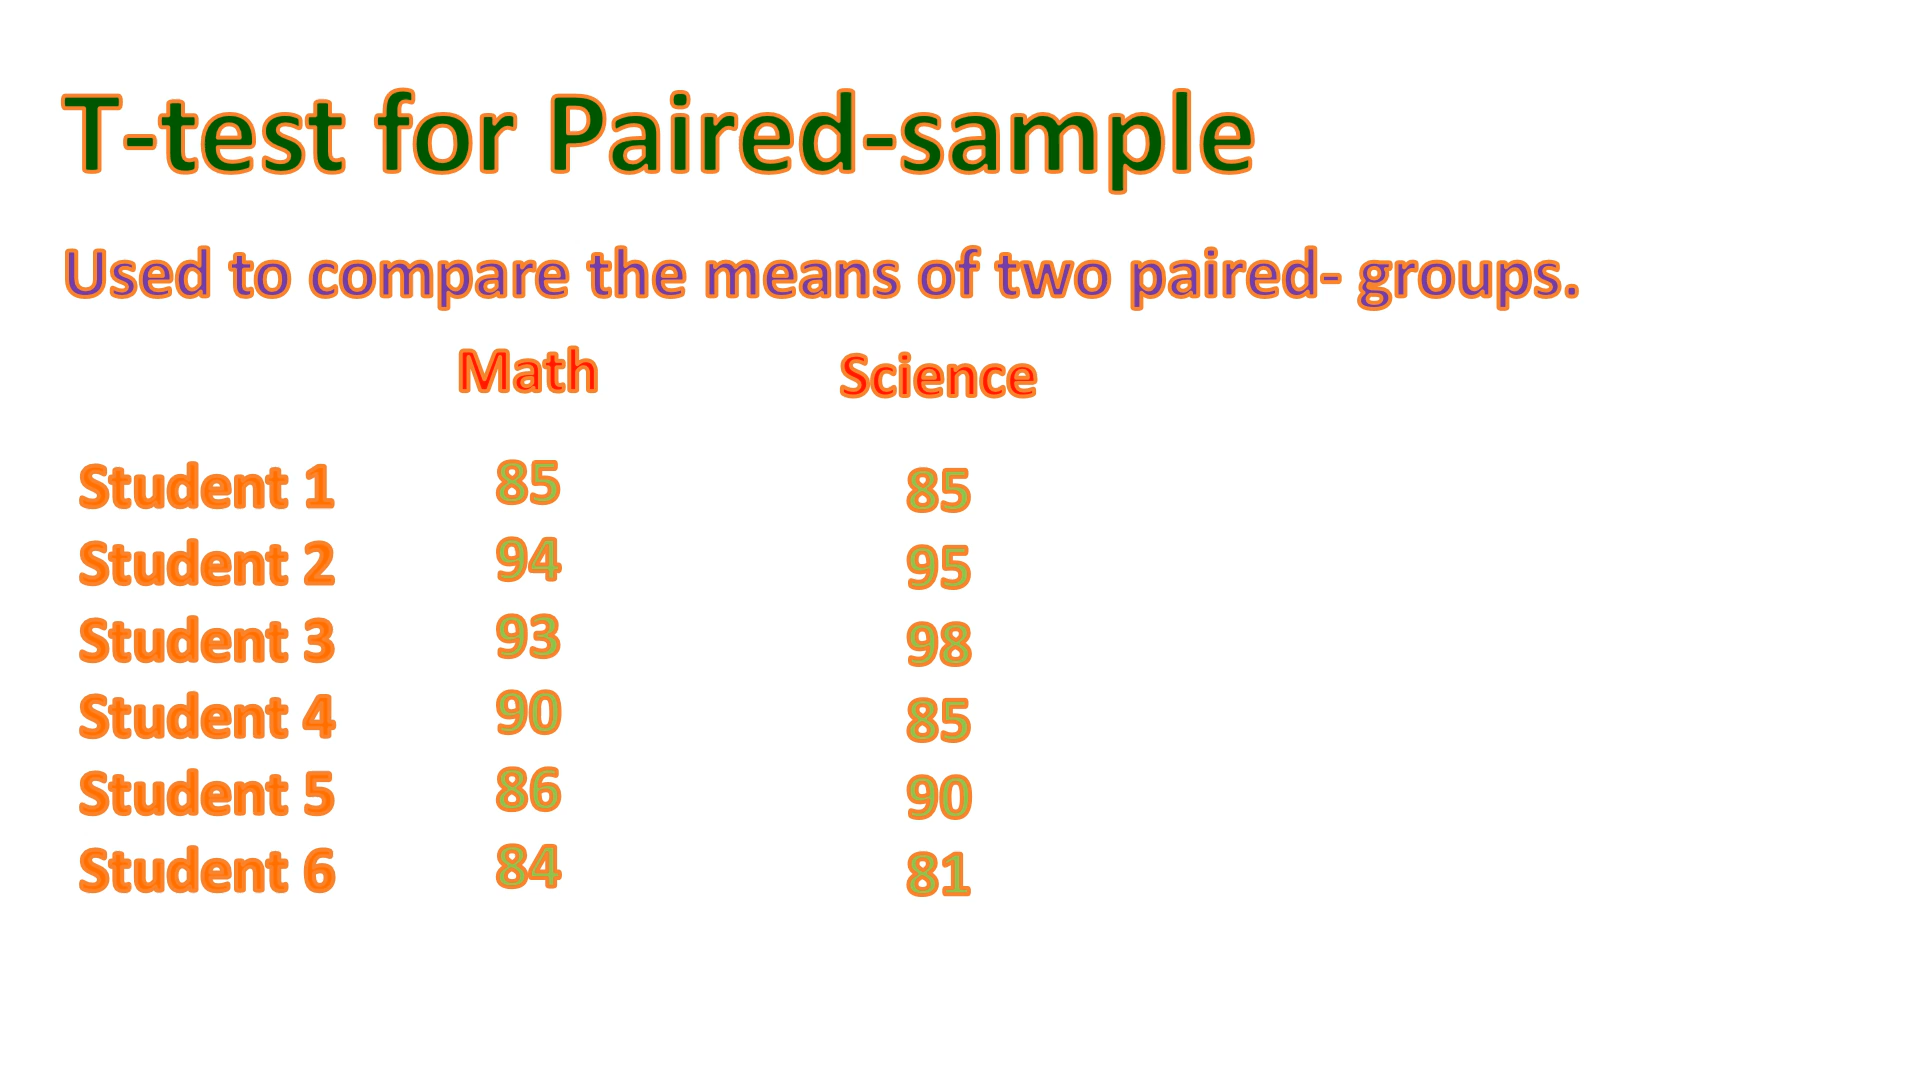 T-test for Paired-sample
Used to compare the means of two paired- groups.
Math Science
Student 1 85 85
Student 2 94 95
Student 3 93 98
Student 4 90 85
Student 5 86 90
Student 6 84 81